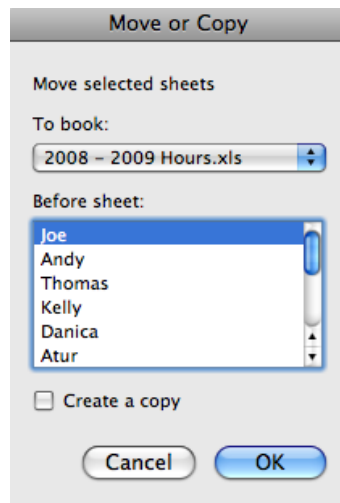 Move or Copy
Move selected sheets
To book:
2008 – 2009 Hours.xls
Before sheet:
Joe
Andy
Thomas
Kelly
Danica
Atur
Create a copy
Cancel OK